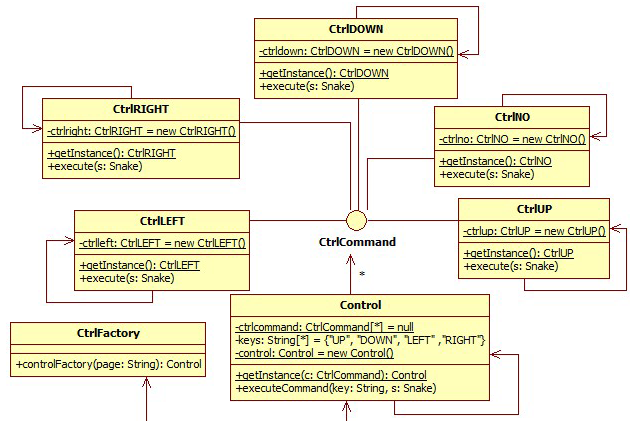 CtrlDOWN
-ctrldown: CtrlDOWN = new CtrlDOWN()
+getInstance(): CtrlDOWN
+execute(s: Snake)
CtrlRIGHT
-ctrlright: CtrlRIGHT = new CtrlRIGHT()
+getInstance(): CtrlRIGHT
+execute(s: Snake)
CtrlNO
-ctrlno: CtrlNO = new CtrlNO()
+getInstance(): CtrlNO
+execute(s: Snake)
CtrlLEFT
-ctrlleft: CtrlLEFT = new CtrlLEFT()
+getInstance(): CtrlLEFT
+execute(s: Snake)
CtrlUP
-ctrlup: CtrlUP = new CtrlUP()
+getInstance(): CtrlUP
+execute(s: Snake)
CtrlCommand
*
Control
-ctrlcommand: CtrlCommand[*] = null
-keys: String[*] = {"UP", "DOWN", "LEFT" ,"RIGHT"}
-control: Control = new Control()
+getInstance(c: CtrlCommand): Control
+executeCommand(key: String, s: Snake)
CtrlFactory
+controlFactory(page: String): Control